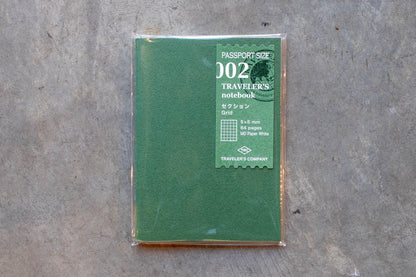 PASSPORT SIZE
002
TRAVELER'S
notebook
セクション
Grid
5×5 mm
64 pages
MD Paper White
TRAVELER'S COMPANY